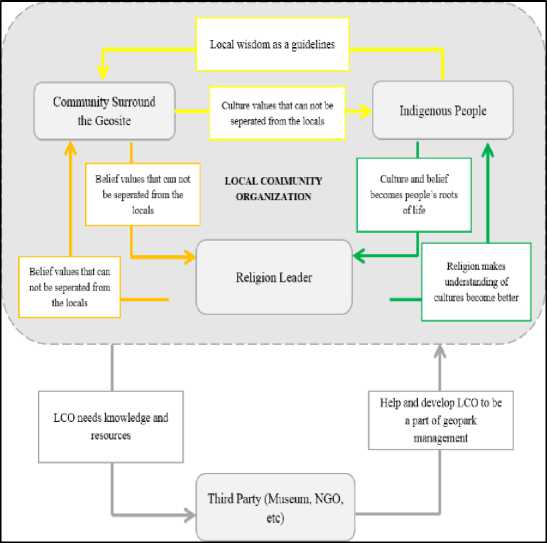 Local wisdom as a guidelines
Community Surround
the Geosite
Culture values that can not be
seperated from the locals
Indigenous People
Belief values that can not
be seperated from the
locals
LOCAL COMMUNITY
ORGANIZATION
Culture and belief
becomes people's roots
of life
Belief values that can
not be seperated from
the locals
Religion Leader
Religion makes
understanding of
cultures become better
LCO needs knowledge and
resources
Help and develop LCO to be
a part of geopark
management
Third Party (Museum, NGO,
etc)